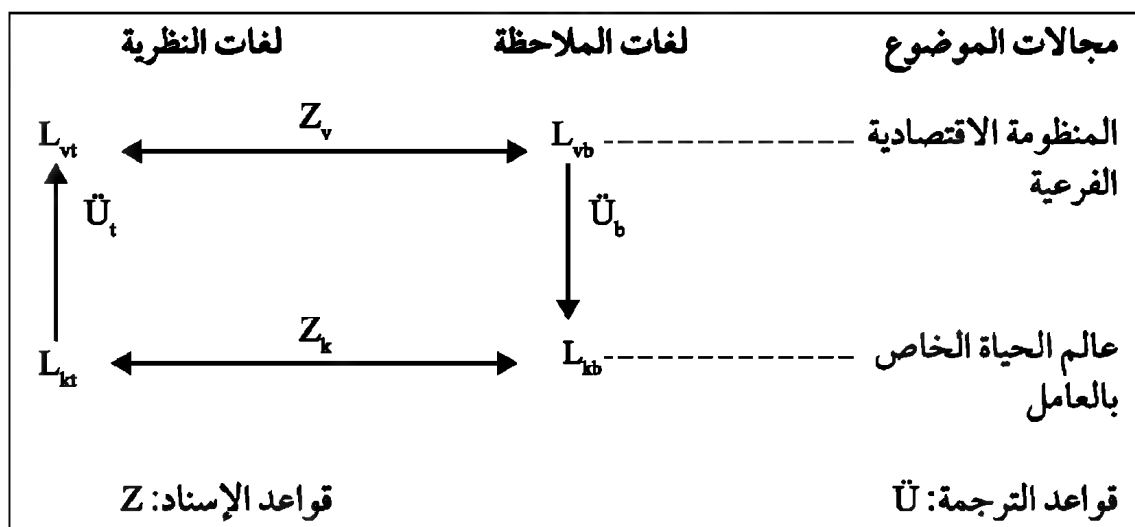 مجالات الموضوع لغات الملاحظة لغات النظرية
المنظومة الاقتصادية L_vb Z_v L_vt
الفرعية
Ü_b Ü_t
عالم الحياة الخاص L_kb Z_k L_kt
بالعامل
Ü: قواعد الترجمة Z: قواعد الإسناد